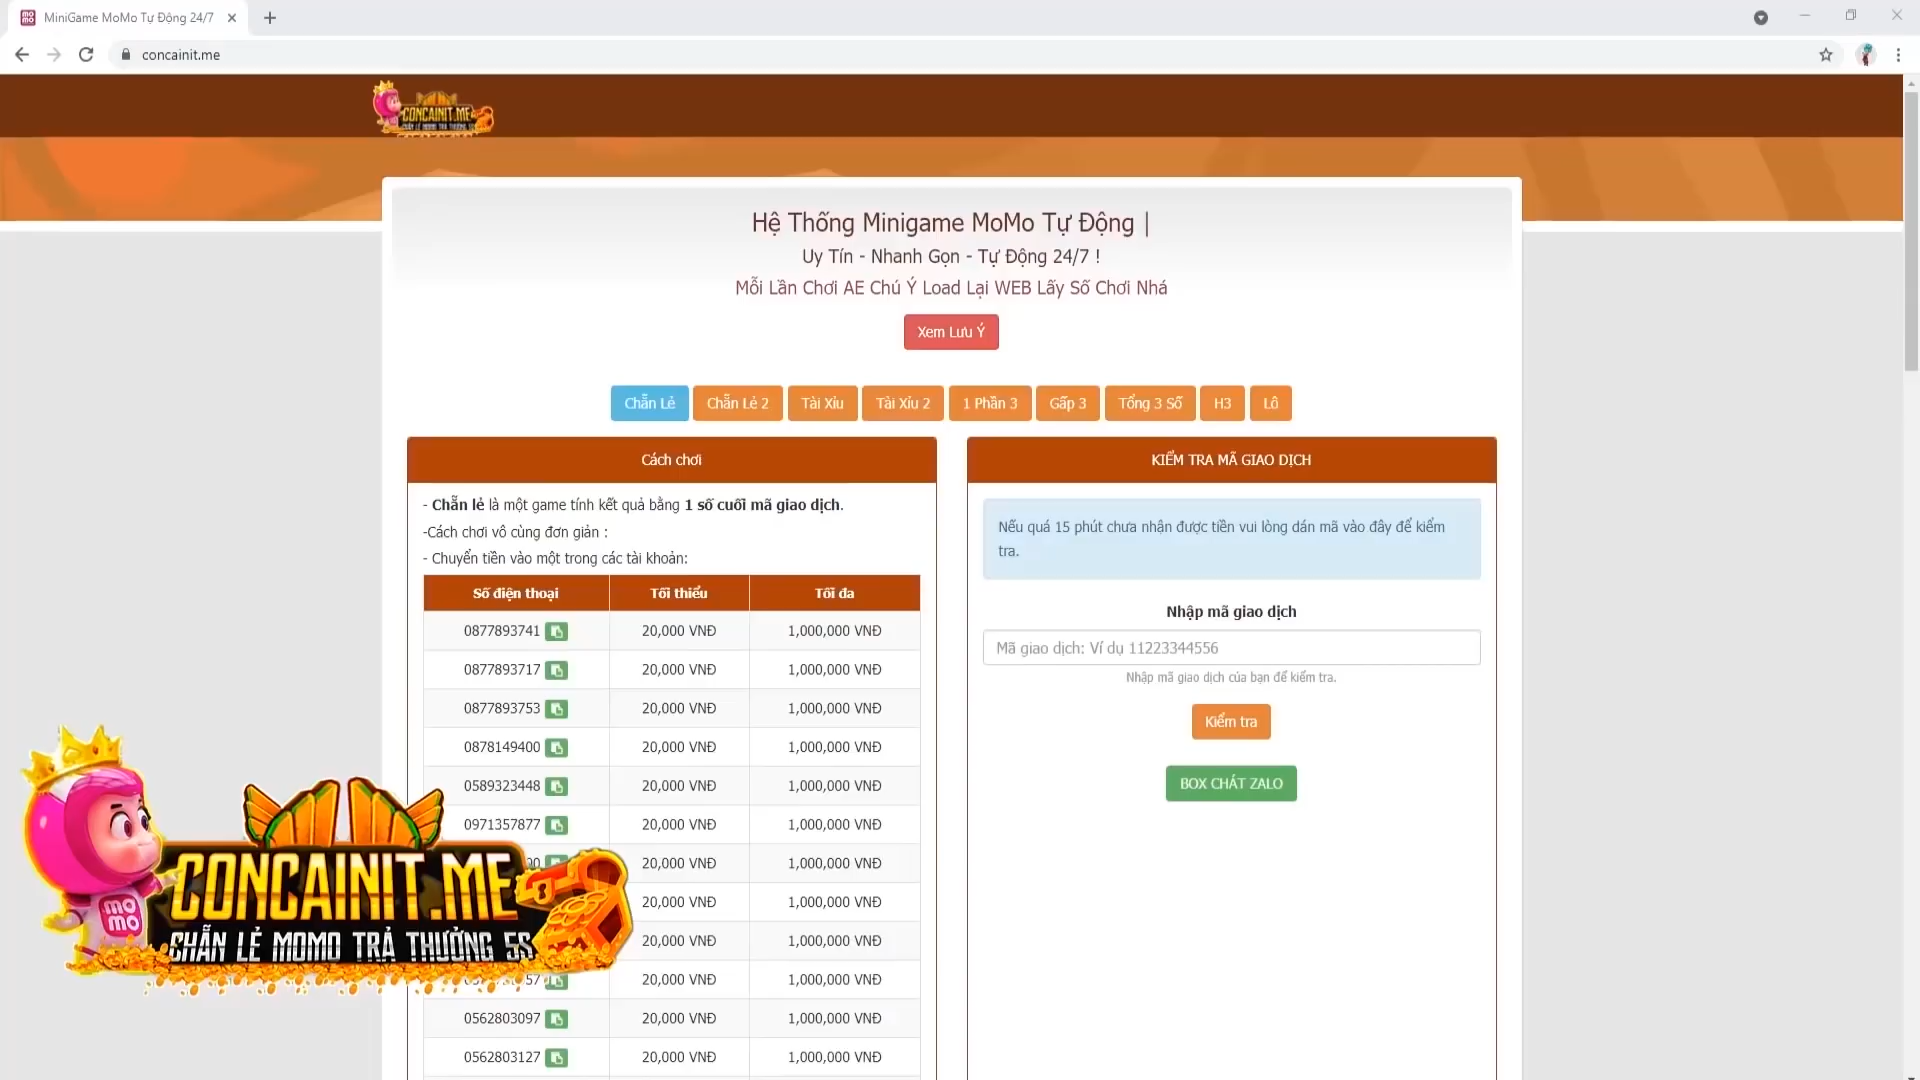 MiniGame MoMo Tự Động 24/7
concainit.me
CONCAINIT.ME
CHẴN LẺ MOMO TRẢ THƯỞNG 5S
Hệ Thống Minigame MoMo Tự Động |
Uy Tín - Nhanh Gọn - Tự Động 24/7 !
Mỗi Lần Chơi AE Chú Ý Load Lại WEB Lấy Số Chơi Nhá
Xem Lưu Ý
Chẵn Lẻ
Chẵn Lẻ 2
Tài Xỉu
Tài Xỉu 2
1 Phần 3
Gấp 3
Tổng 3 Số
H3
Lô
Cách chơi
- Chẵn lẻ là một game tính kết quả bằng 1 số cuối mã giao dịch.
-Cách chơi vô cùng đơn giản :
- Chuyển tiền vào một trong các tài khoản:
Số điện thoại Tối thiểu Tối đa
0877893741 20,000 VNĐ 1,000,000 VNĐ
0877893717 20,000 VNĐ 1,000,000 VNĐ
0877893753 20,000 VNĐ 1,000,000 VNĐ
0878149400 20,000 VNĐ 1,000,000 VNĐ
0589323448 20,000 VNĐ 1,000,000 VNĐ
0971357877 20,000 VNĐ 1,000,000 VNĐ
20,000 VNĐ 1,000,000 VNĐ
20,000 VNĐ 1,000,000 VNĐ
20,000 VNĐ 1,000,000 VNĐ
20,000 VNĐ 1,000,000 VNĐ
0562803097 20,000 VNĐ 1,000,000 VNĐ
0562803127 20,000 VNĐ 1,000,000 VNĐ
KIỂM TRA MÃ GIAO DỊCH
Nếu quá 15 phút chưa nhận được tiền vui lòng dán mã vào đây để kiểm
tra.
Nhập mã giao dịch
Mã giao dịch: Ví dụ 11223344556
Nhập mã giao dịch của bạn để kiểm tra.
Kiểm tra
BOX CHÁT ZALO
mo
mo
CONCAINIT.ME
CHẴN LẺ MOMO TRẢ THƯỞNG 5S